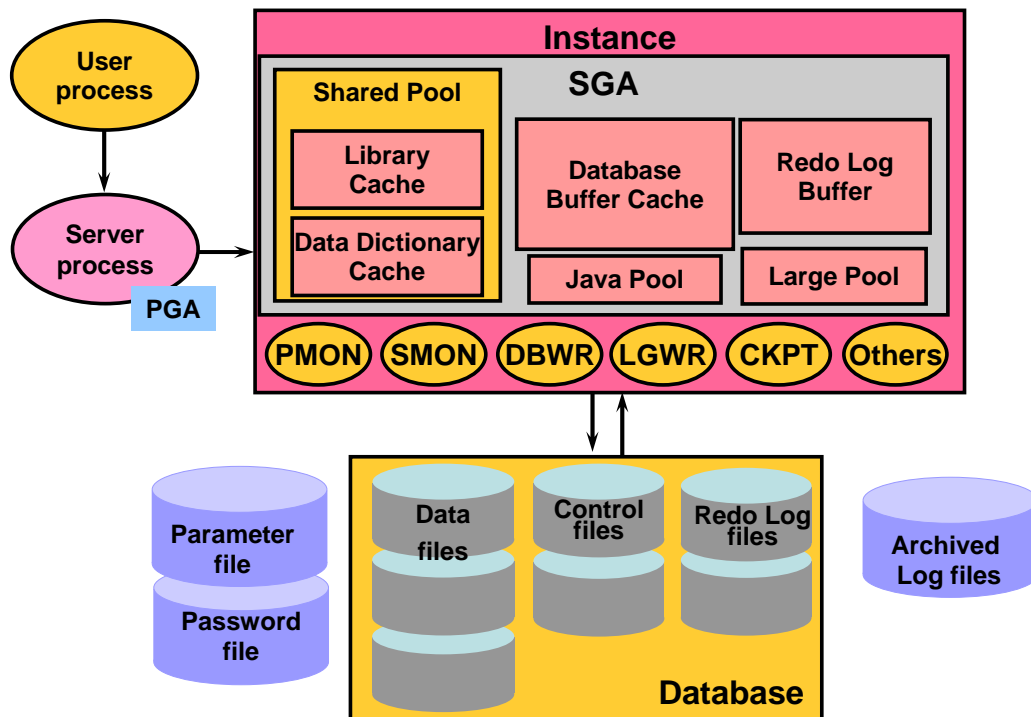 Instance
User
process
SGA
Shared Pool
Library
Cache
Database
Buffer Cache
Redo Log
Buffer
Server
process
Data Dictionary
Cache
Java Pool
Large Pool
PGA
PMON
SMON
DBWR
LGWR
CKPT
Others
Parameter
file
Password
file
Data
files
Control
files
Redo Log
files
Archived
Log files
Database